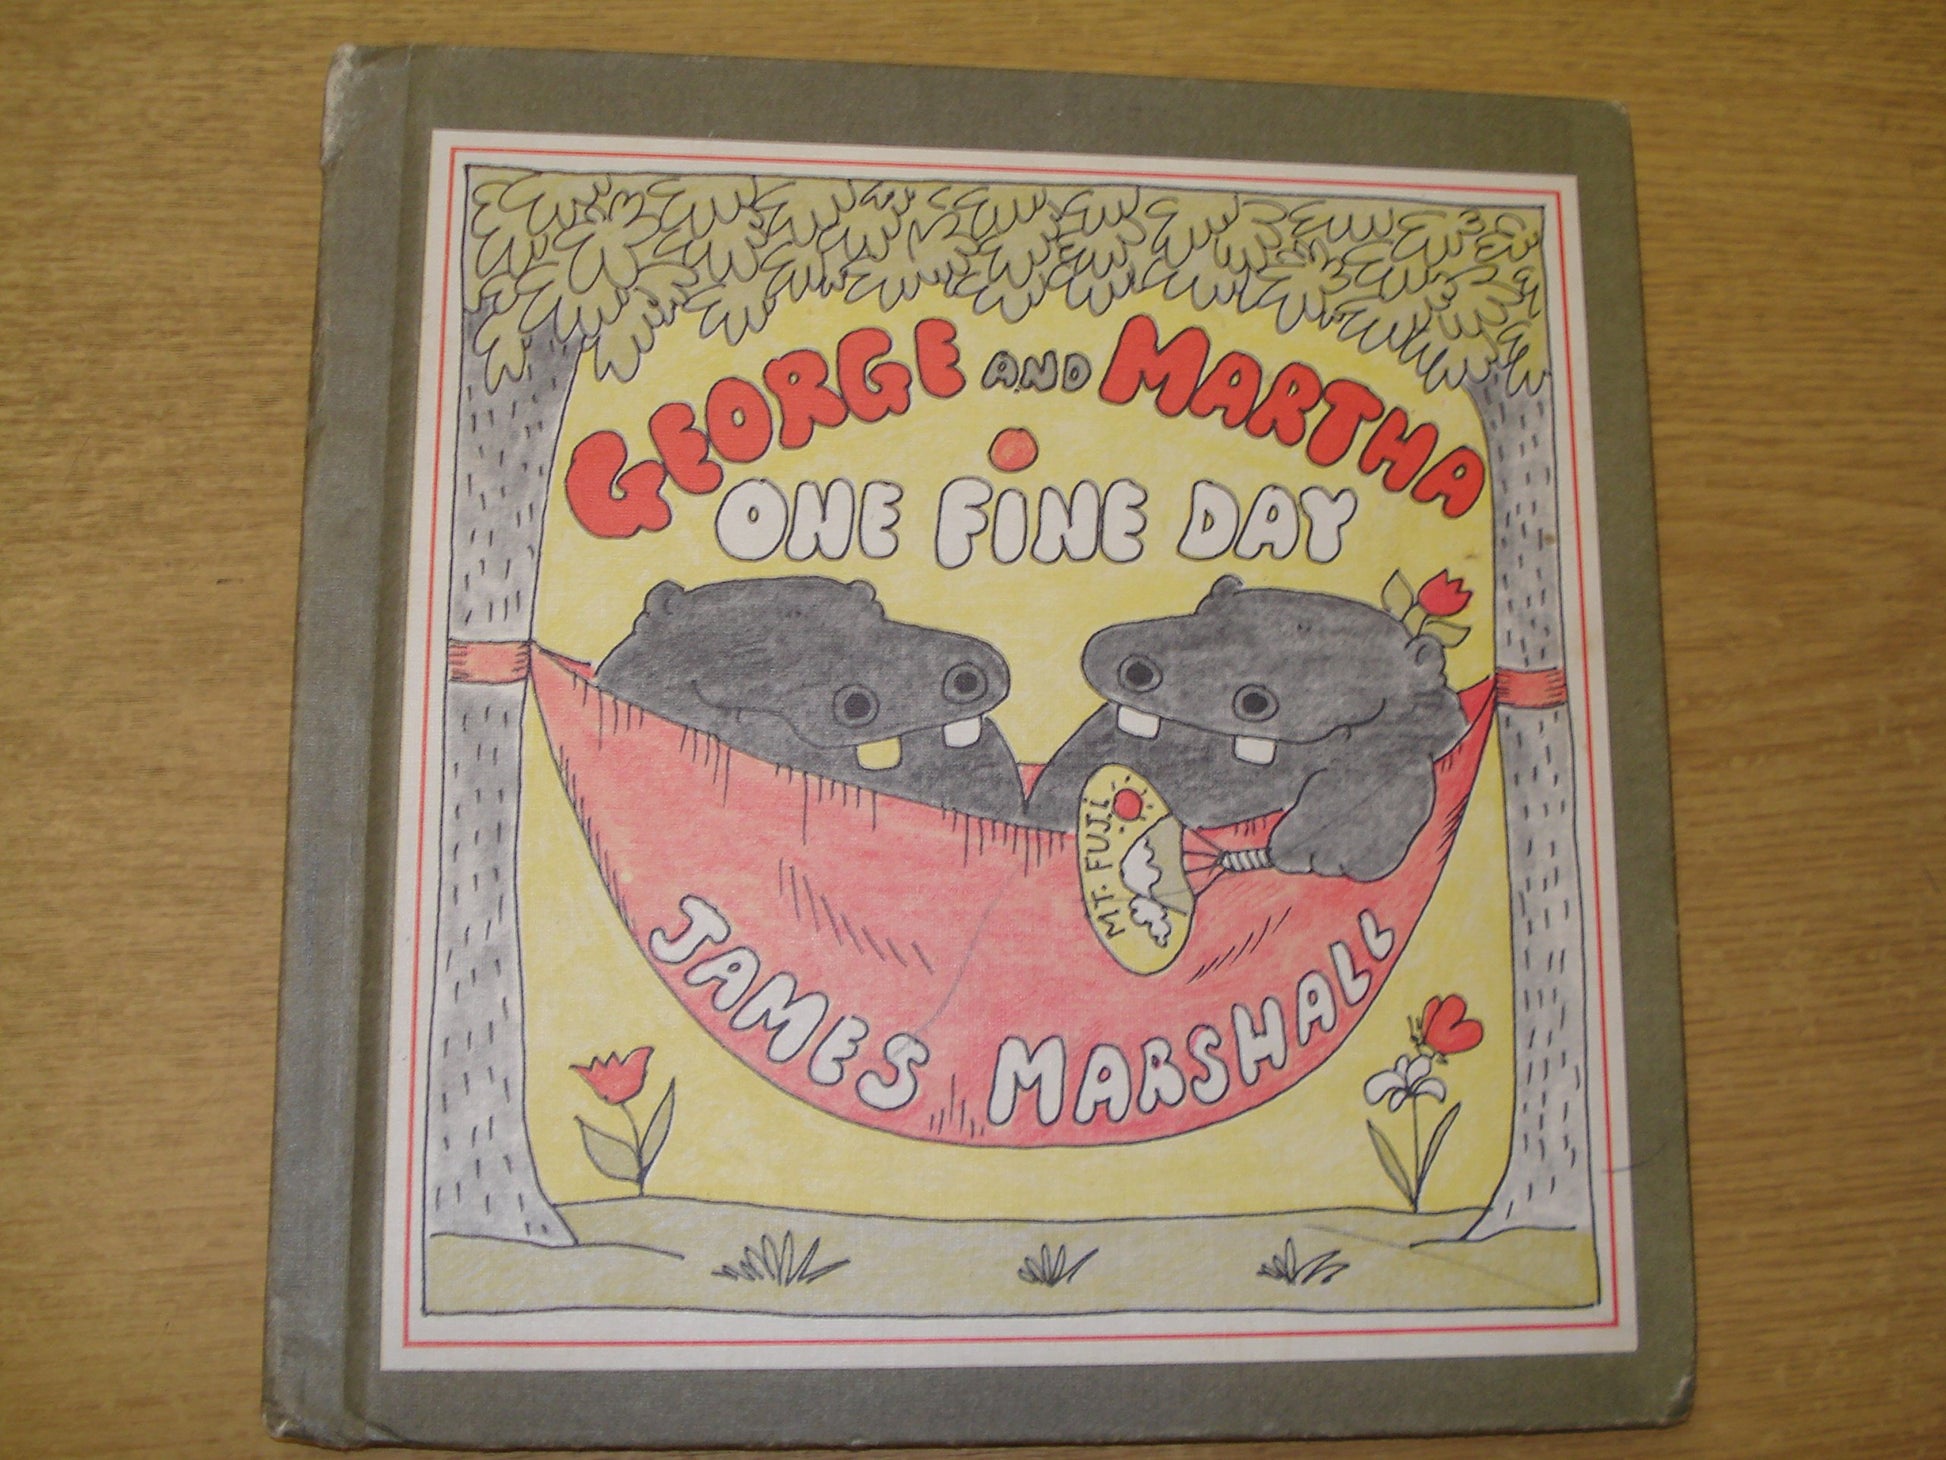 GEORGE AND MARTHA
ONE FINE DAY
MT. FUJi
JAMES MARSHALL